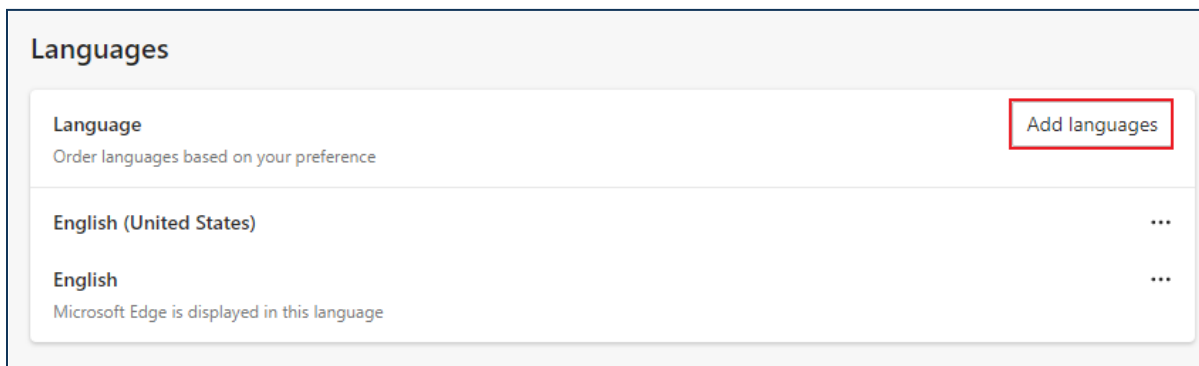 Languages
Language
Add languages
Order languages based on your preference
English (United States)
English
Microsoft Edge is displayed in this language